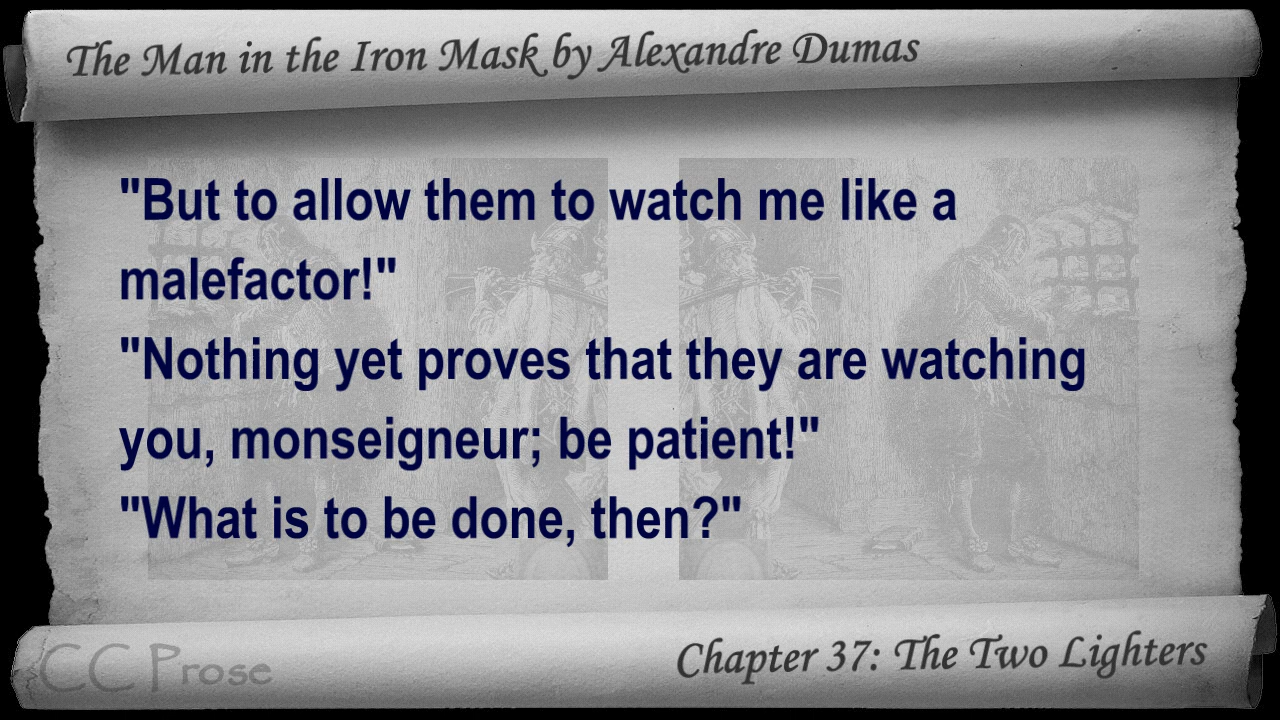 The Man in the Iron Mask by Alexandre Dumas
"But to allow them to watch me like a
malefactor!"
"Nothing yet proves that they are watching
you, monseigneur; be patient!"
"What is to be done, then?"
CC Prose
Chapter 37: The Two Lighters